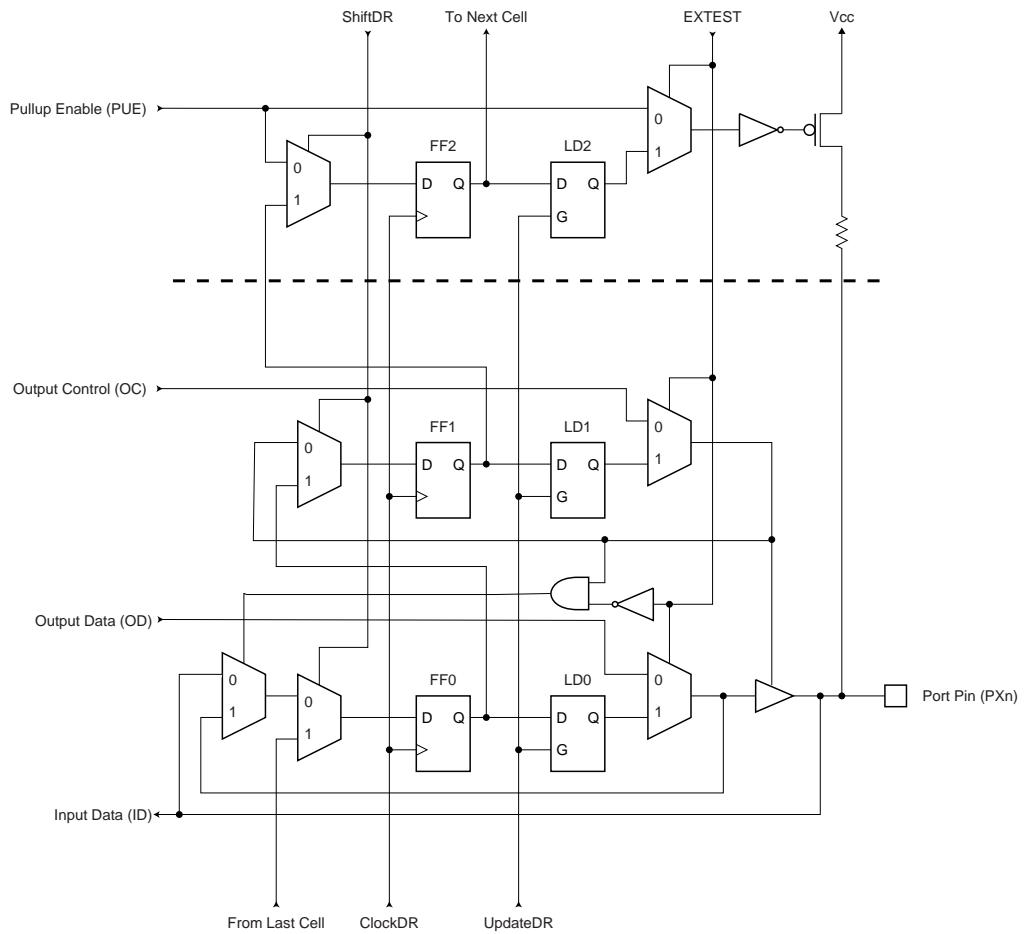 ShiftDR
To Next Cell
EXTEST
Vcc
Pullup Enable (PUE)
0
1
FF2
D Q
LD2
D Q
G
0
1
Output Control (OC)
0
1
FF1
D Q
LD1
D Q
G
0
1
Output Data (OD)
0
1
0
1
FF0
D Q
LD0
D Q
G
0
1
Port Pin (PXn)
Input Data (ID)
From Last Cell
ClockDR
UpdateDR